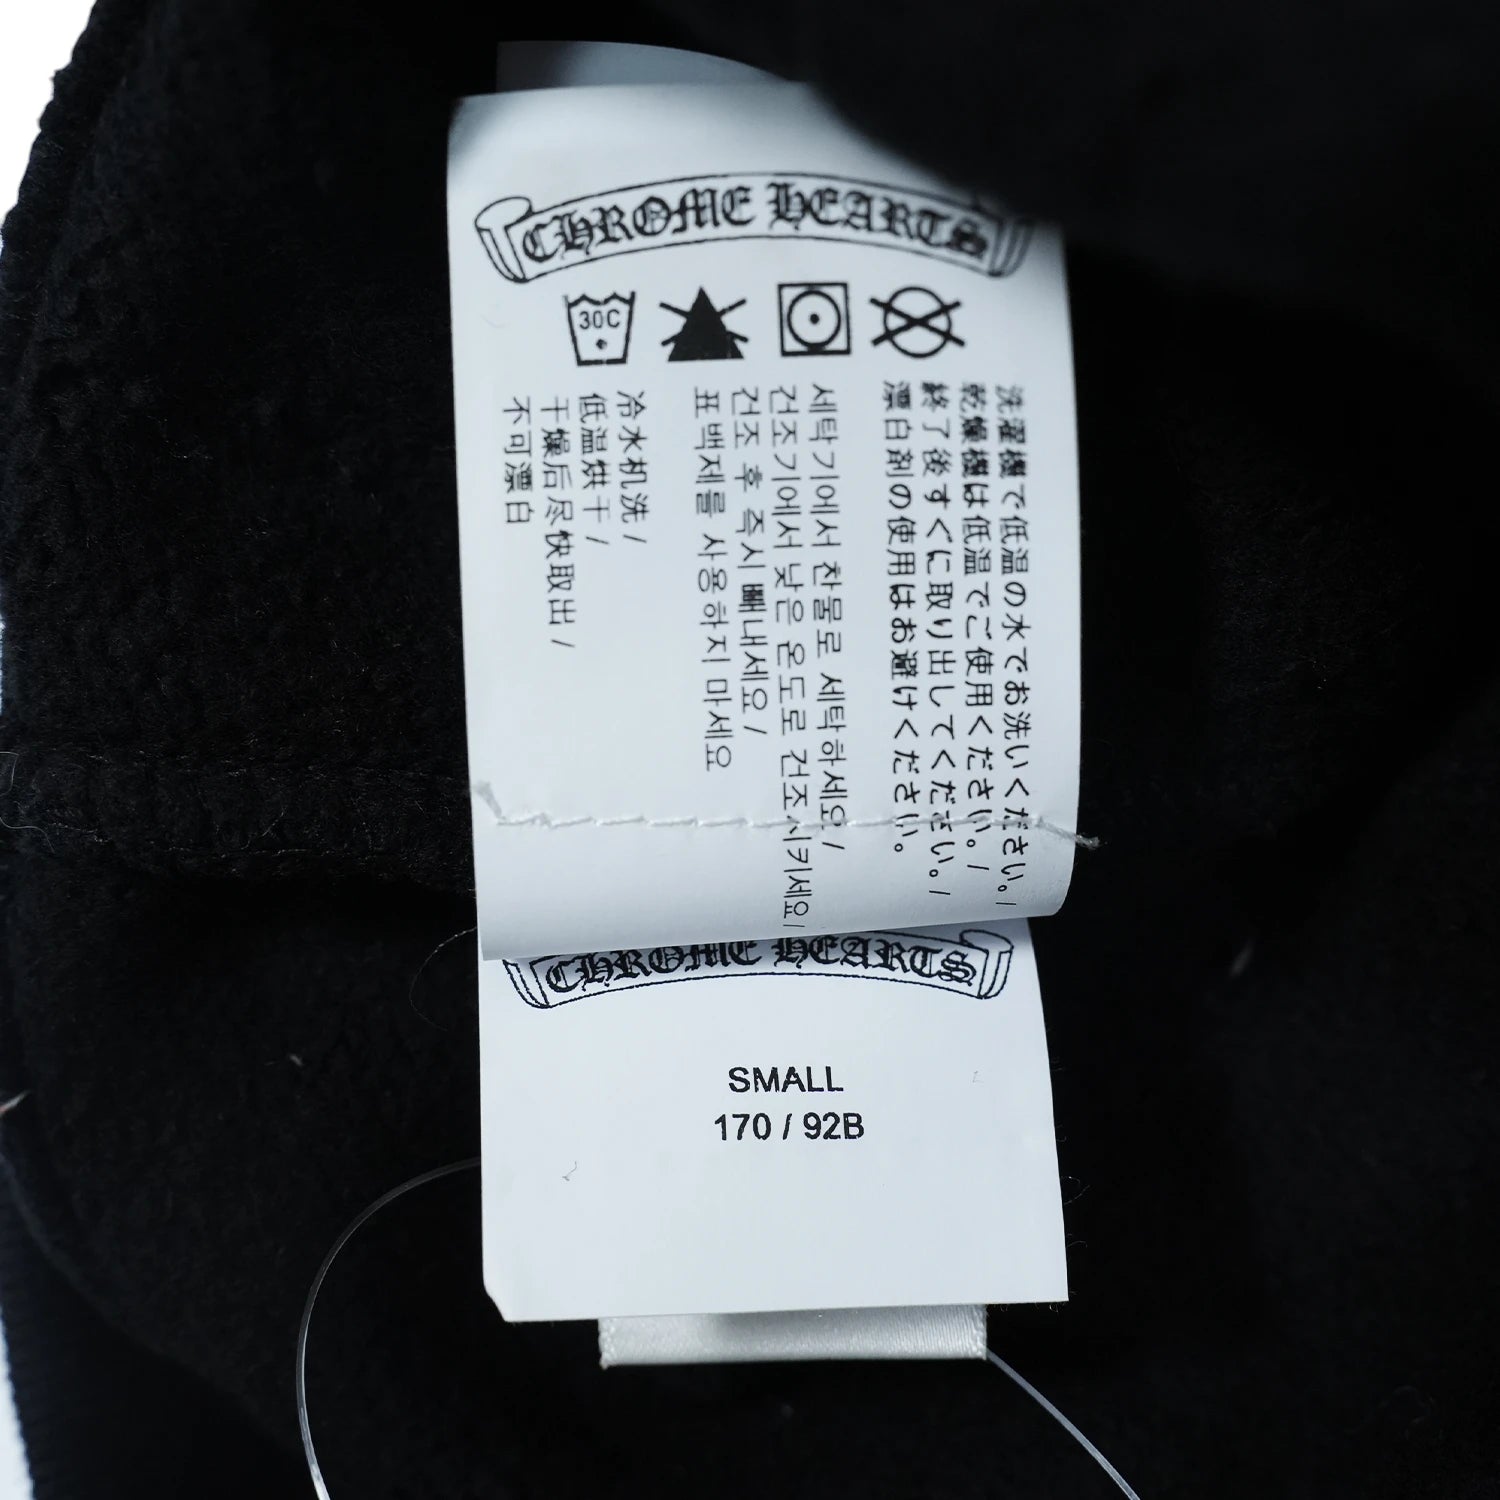 CHROME HEARTS
30C
洗濯機で低温の水でお洗いください。/
乾燥機は低温でご使用ください。/
終了後すぐに取り出してください。/
漂白剤の使用はお避けください。
세탁기에서 찬물로 세탁하세요/
건조기에서 낮은 온도로 건조시키세요/
건조 후 즉시 빼내세요/
표백제를 사용하지 마세요
冷水机洗/
低温烘干/
干燥后尽快取出/
不可漂白
CHROME HEARTS
SMALL
170 / 92B